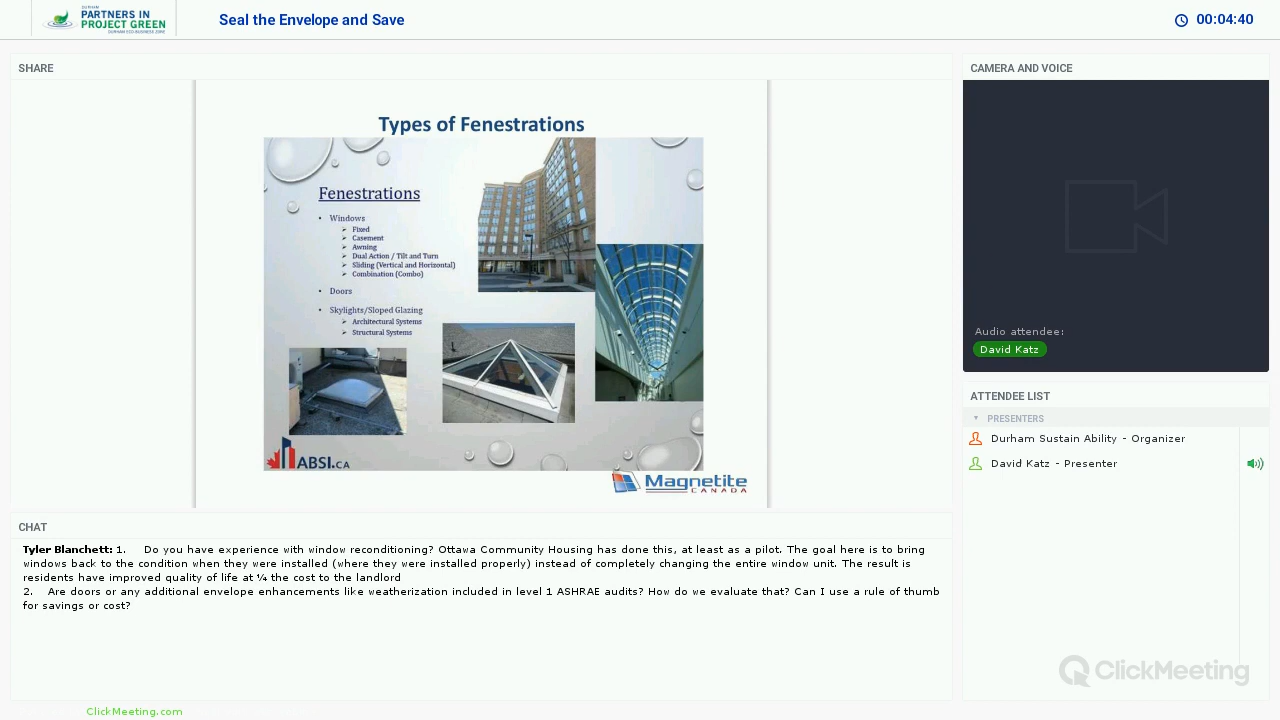 DURHAM
PARTNERS IN
PROJECT GREEN
DURHAM ECO-BUSINESS ZONE
Seal the Envelope and Save
00:04:40
SHARE
Types of Fenestrations
Fenestrations
• Windows
➢ Fixed
➢ Casement
➢ Awning
➢ Dual Action / Tilt and Turn
➢ Sliding (Vertical and Horizontal)
➢ Combination (Combo)
• Doors
• Skylights/Sloped Glazing
➢ Architectural Systems
➢ Structural Systems
ABSI.CA
Magnetite
CANADA
CAMERA AND VOICE
Audio attendee:
David Katz
ATTENDEE LIST
PRESENTERS
Durham Sustain Ability - Organizer
David Katz - Presenter
ClickMeeting
CHAT
Tyler Blanchett: 1. Do you have experience with window reconditioning? Ottawa Community Housing has done this, at least as a pilot. The goal here is to bring
windows back to the condition when they were installed (where they were installed properly) instead of completely changing the entire window unit. The result is
residents have improved quality of life at ¼ the cost to the landlord
2. Are doors or any additional envelope enhancements like weatherization included in level 1 ASHRAE audits? How do we evaluate that? Can I use a rule of thumb
for savings or cost?
ClickMeeting.com